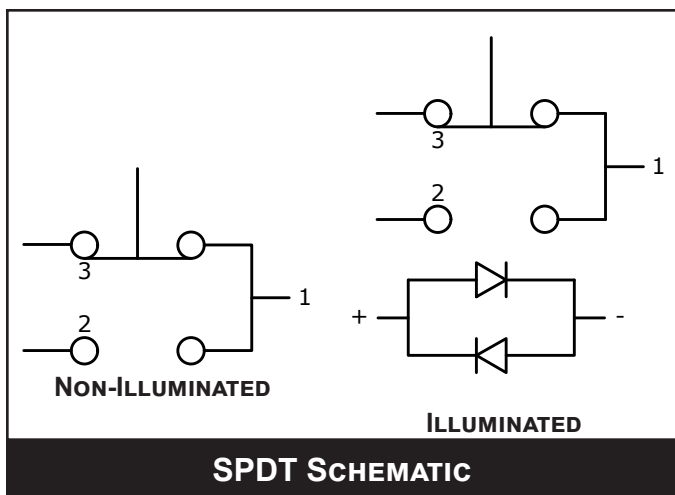 3
2
1
NON-ILLUMINATED
3
2
1
+ -
ILLUMINATED
SPDT SCHEMATIC